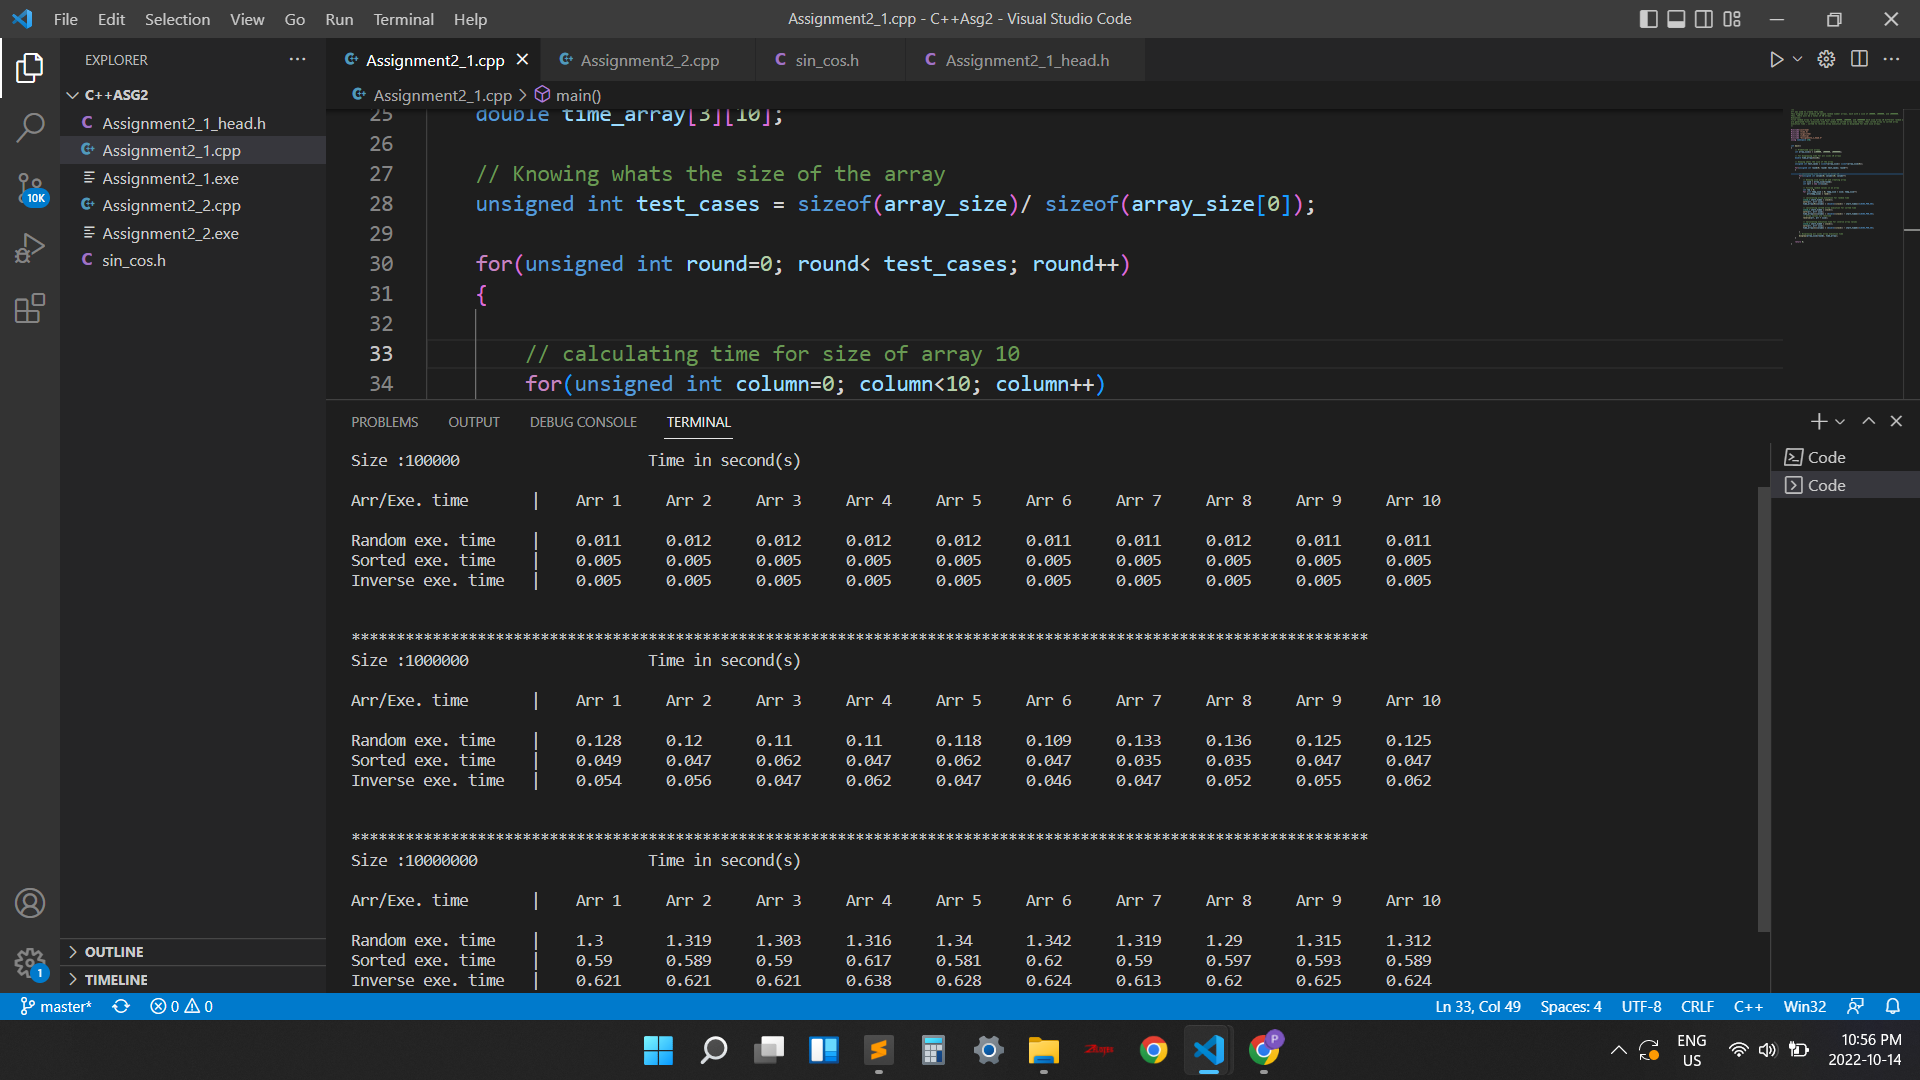 File Edit Selection View Go Run Terminal Help
Assignment2_1.cpp - C++Asg2 - Visual Studio Code
EXPLORER
C++ASG2
Assignment2_1_head.h
Assignment2_1.cpp
Assignment2_1.exe
Assignment2_2.cpp
Assignment2_2.exe
sin_cos.h
10K
1
OUTLINE
TIMELINE
Assignment2_1.cpp Assignment2_2.cpp sin_cos.h Assignment2_1_head.h
Assignment2_1.cpp > main()
25 double time_array[3][10];
26
27 // Knowing whats the size of the array
28 unsigned int test_cases = sizeof(array_size)/ sizeof(array_size[0]);
29
30 for(unsigned int round=0; round< test_cases; round++)
31 {
32
33 // calculating time for size of array 10
34 for(unsigned int column=0; column<10; column++)
PROBLEMS OUTPUT DEBUG CONSOLE TERMINAL
Code
Code
Size :100000 Time in second(s)
Arr/Exe. time | Arr 1 Arr 2 Arr 3 Arr 4 Arr 5 Arr 6 Arr 7 Arr 8 Arr 9 Arr 10
Random exe. time | 0.011 0.012 0.012 0.012 0.012 0.011 0.011 0.012 0.011 0.011
Sorted exe. time | 0.005 0.005 0.005 0.005 0.005 0.005 0.005 0.005 0.005 0.005
Inverse exe. time | 0.005 0.005 0.005 0.005 0.005 0.005 0.005 0.005 0.005 0.005
*****************************************************************************************************************
Size :1000000 Time in second(s)
Arr/Exe. time | Arr 1 Arr 2 Arr 3 Arr 4 Arr 5 Arr 6 Arr 7 Arr 8 Arr 9 Arr 10
Random exe. time | 0.128 0.12 0.11 0.11 0.118 0.109 0.133 0.136 0.125 0.125
Sorted exe. time | 0.049 0.047 0.062 0.047 0.062 0.047 0.035 0.035 0.047 0.047
Inverse exe. time | 0.054 0.056 0.047 0.062 0.047 0.046 0.047 0.052 0.055 0.062
*****************************************************************************************************************
Size :10000000 Time in second(s)
Arr/Exe. time | Arr 1 Arr 2 Arr 3 Arr 4 Arr 5 Arr 6 Arr 7 Arr 8 Arr 9 Arr 10
Random exe. time | 1.3 1.319 1.303 1.316 1.34 1.342 1.319 1.29 1.315 1.312
Sorted exe. time | 0.59 0.589 0.59 0.617 0.581 0.62 0.59 0.597 0.593 0.589
Inverse exe. time | 0.621 0.621 0.621 0.638 0.628 0.624 0.613 0.62 0.625 0.624
master* 0 0 Ln 33, Col 49 Spaces: 4 UTF-8 CRLF C++ Win32
P
ENG
US
10:56 PM
2022-10-14